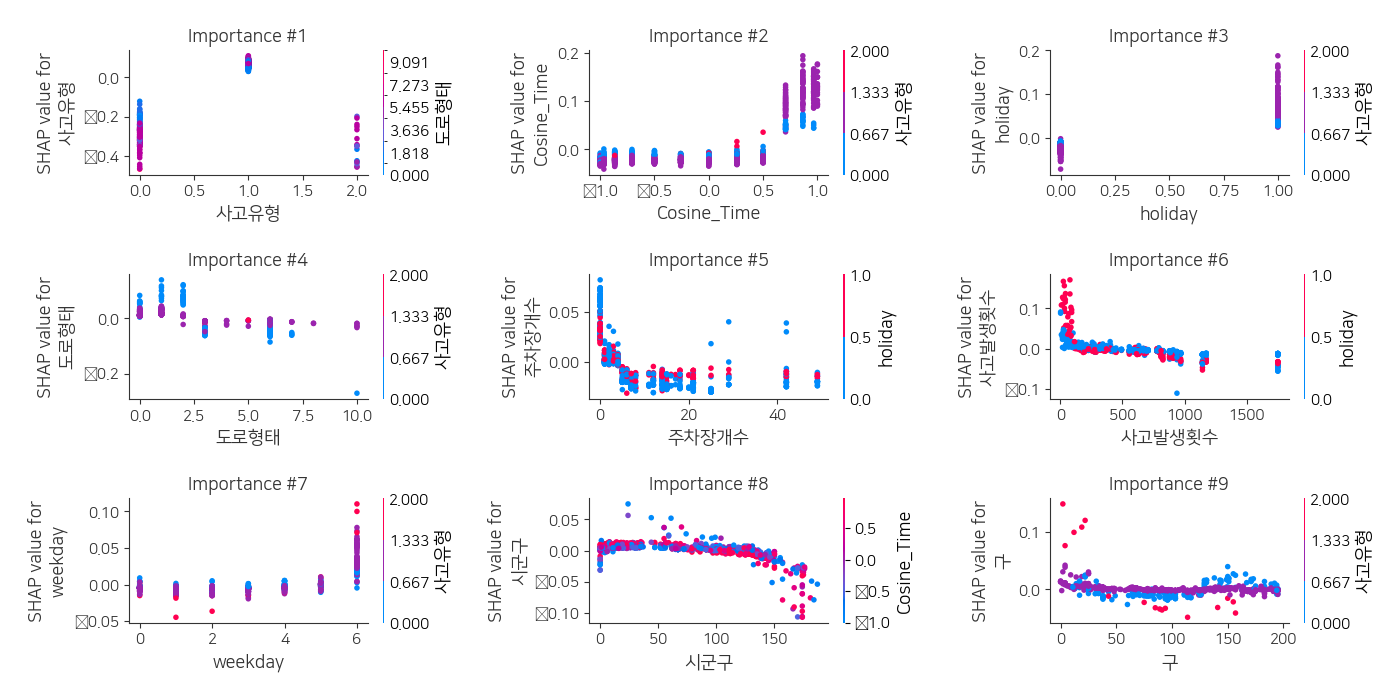 Importance #1
SHAP value for
사고유형
0.0
☒0.2
☒0.4
0.0 0.5 1.0 1.5 2.0
사고유형
9.091
7.273
5.455
3.636
1.818
0.000
도로형태
Importance #2
SHAP value for
Cosine_Time
0.2
0.1
0.0
☒1.0 ☒0.5 0.0 0.5 1.0
Cosine_Time
2.000
1.333
0.667
0.000
사고유형
Importance #3
SHAP value for
holiday
0.2
0.1
0.0
0.00 0.25 0.50 0.75 1.00
holiday
2.000
1.333
0.667
0.000
사고유형
Importance #4
SHAP value for
도로형태
0.0
☒0.2
0.0 2.5 5.0 7.5 10.0
도로형태
2.000
1.333
0.667
0.000
사고유형
Importance #5
SHAP value for
주차장개수
0.05
0.00
0 20 40
주차장개수
1.0
0.5
0.0
holiday
Importance #6
SHAP value for
사고발생횟수
0.1
0.0
☒0.1
0 500 1000 1500
사고발생횟수
1.0
0.5
0.0
holiday
Importance #7
SHAP value for
weekday
0.10
0.05
0.00
☒0.05
0 2 4 6
weekday
2.000
1.333
0.667
0.000
사고유형
Importance #8
SHAP value for
시군구
0.05
0.00
☒0.05
☒0.10
0 50 100 150
시군구
0.5
0.0
☒0.5
☒1.0
Cosine_Time
Importance #9
SHAP value for
구
0.1
0.0
0 50 100 150 200
구
2.000
1.333
0.667
0.000
사고유형